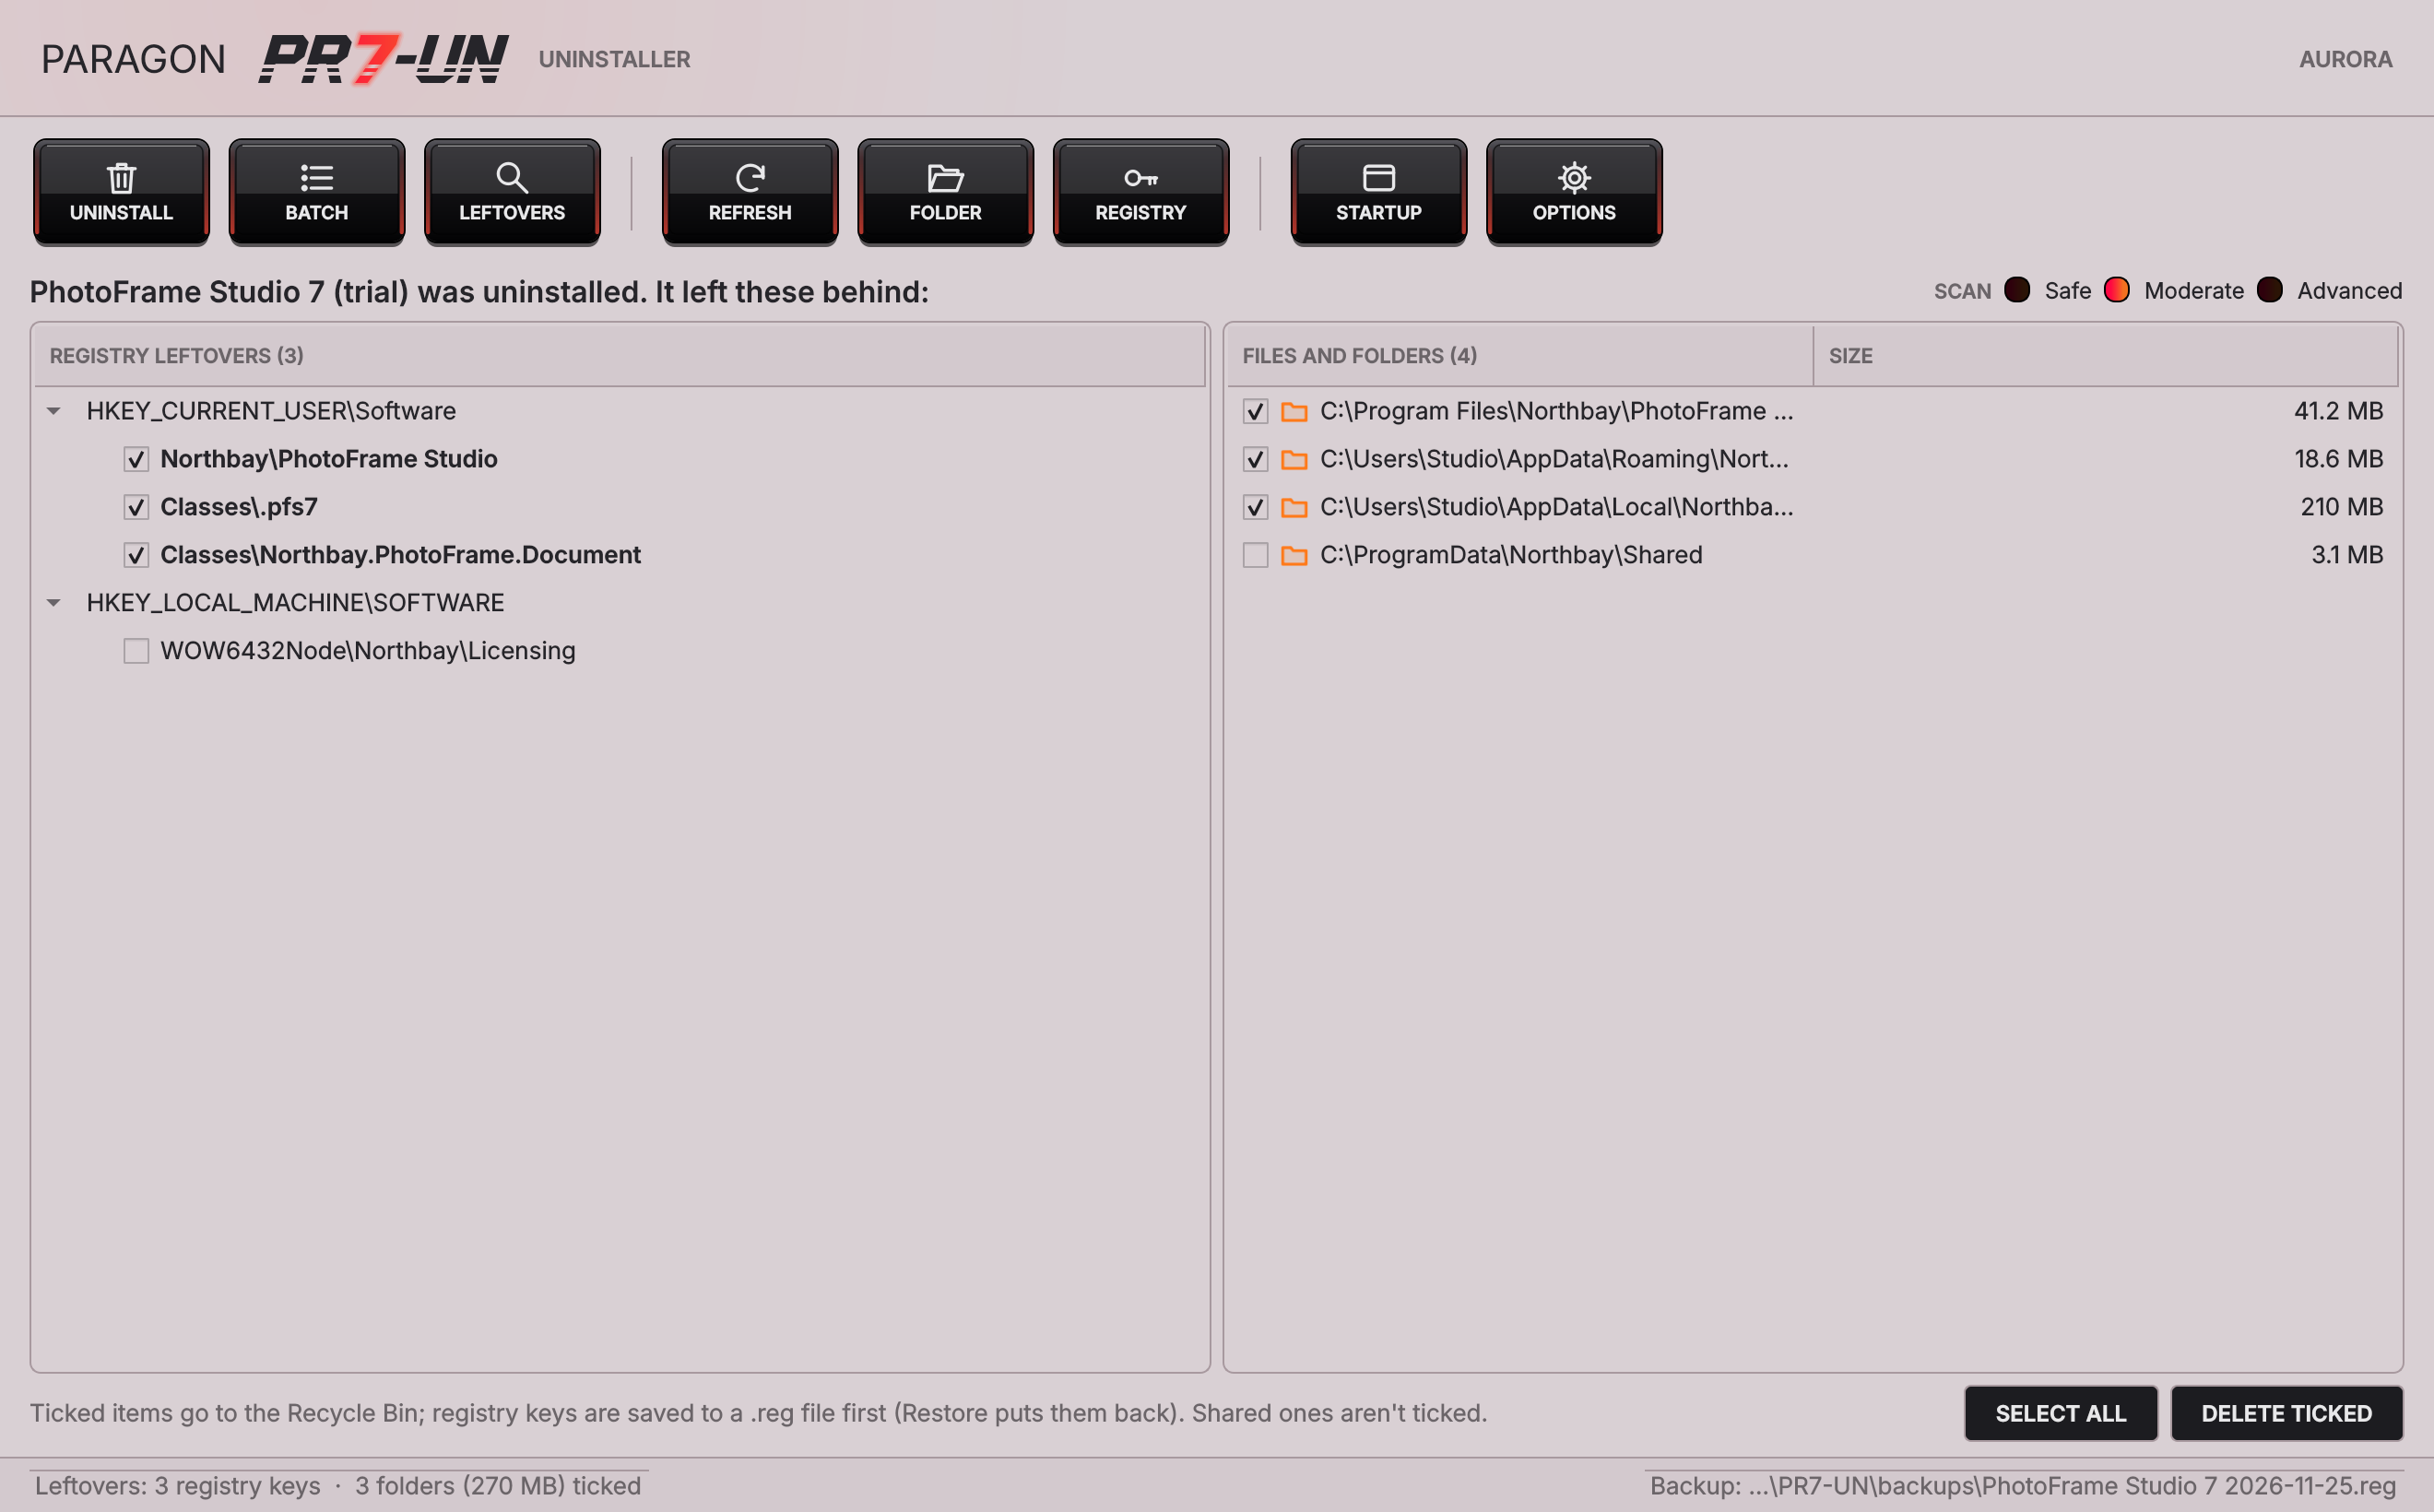 PARAGON PR7-UN UNINSTALLER AURORA
UNINSTALL BATCH LEFTOVERS REFRESH FOLDER REGISTRY STARTUP OPTIONS
PhotoFrame Studio 7 (trial) was uninstalled. It left these behind:
SCAN Safe Moderate Advanced
REGISTRY LEFTOVERS (3)
HKEY_CURRENT_USER\Software
Northbay\PhotoFrame Studio
Classes\.pfs7
Classes\Northbay.PhotoFrame.Document
HKEY_LOCAL_MACHINE\SOFTWARE
WOW6432Node\Northbay\Licensing
FILES AND FOLDERS (4) SIZE
C:\Program Files\Northbay\PhotoFrame ... 41.2 MB
C:\Users\Studio\AppData\Roaming\Nort... 18.6 MB
C:\Users\Studio\AppData\Local\Northba... 210 MB
C:\ProgramData\Northbay\Shared 3.1 MB
Ticked items go to the Recycle Bin; registry keys are saved to a .reg file first (Restore puts them back). Shared ones aren't ticked.
SELECT ALL DELETE TICKED
Leftovers: 3 registry keys · 3 folders (270 MB) ticked
Backup: ...\PR7-UN\backups\PhotoFrame Studio 7 2026-11-25.reg